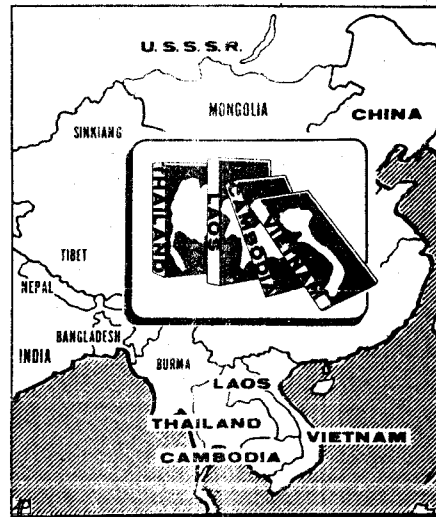 U.S.S.R.
MONGOLIA
CHINA
SINKIANG
THAILAND
LAOS
CAMBODIA
VIETNAM
TIBET
NEPAL
BANGLADESH
INDIA
BURMA
LAOS
THAILAND
VIETNAM
CAMBODIA